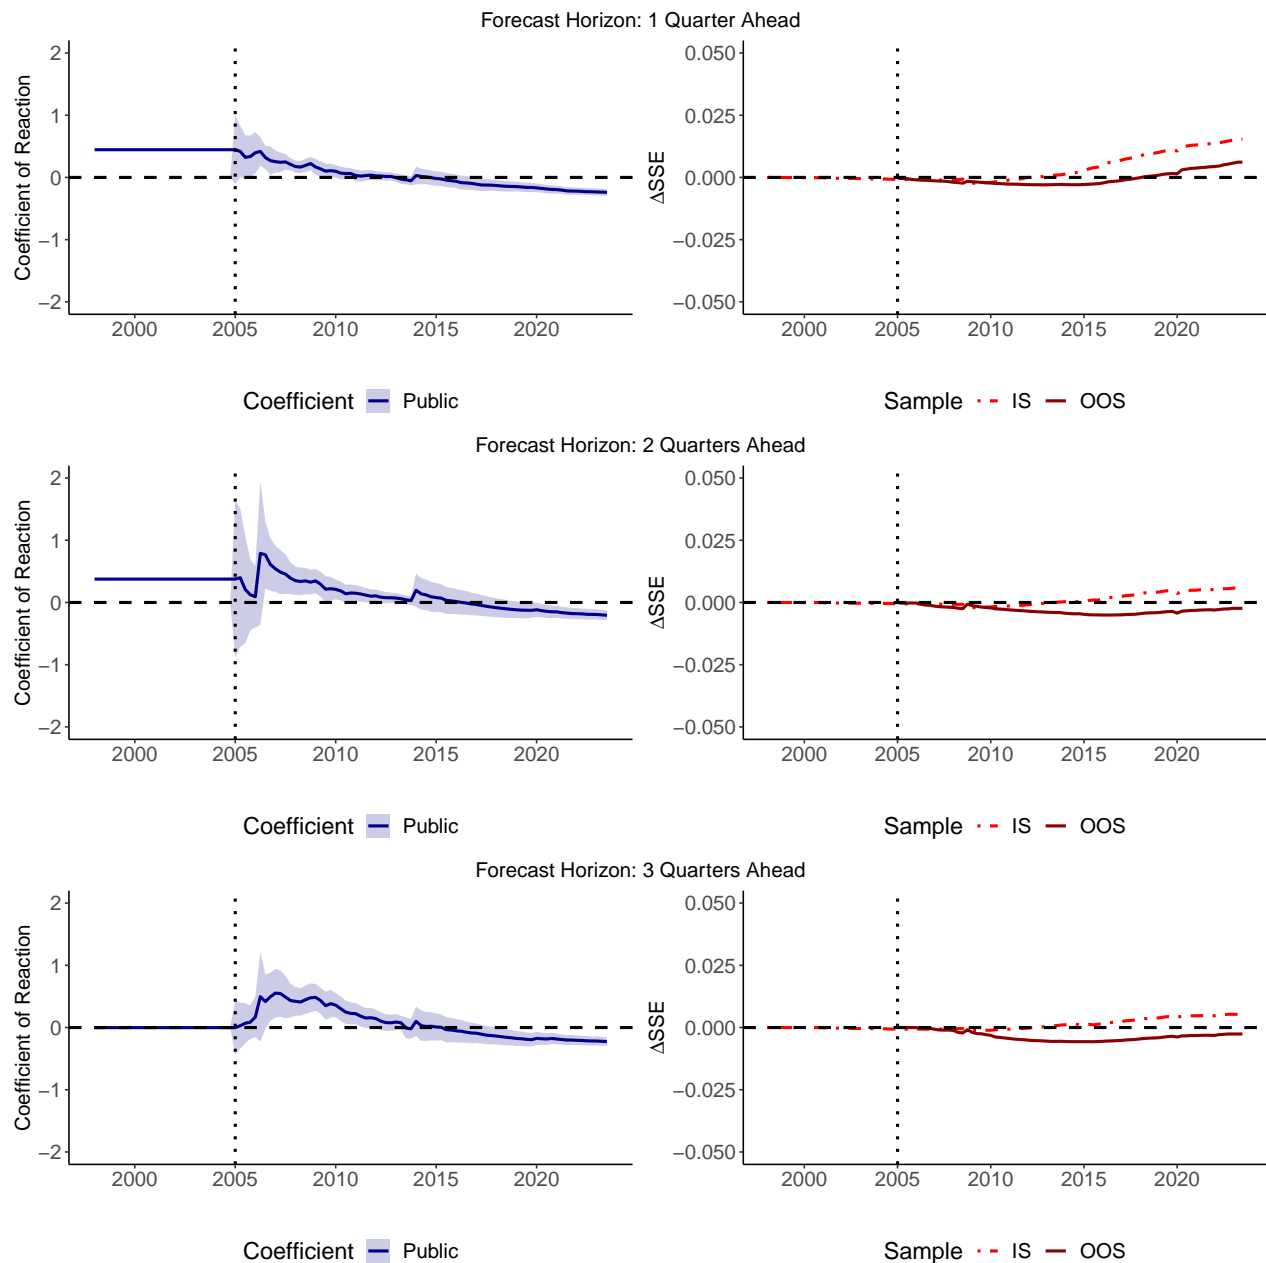 Forecast Horizon: 1 Quarter Ahead
Coefficient of Reaction
2
1
0
−1
−2
2000 2005 2010 2015 2020
Coefficient Public
ΔSSE
0.050
0.025
0.000
−0.025
−0.050
2000 2005 2010 2015 2020
Sample IS OOS
Forecast Horizon: 2 Quarters Ahead
Coefficient of Reaction
2
1
0
−1
−2
2000 2005 2010 2015 2020
Coefficient Public
ΔSSE
0.050
0.025
0.000
−0.025
−0.050
2000 2005 2010 2015 2020
Sample IS OOS
Forecast Horizon: 3 Quarters Ahead
Coefficient of Reaction
2
1
0
−1
−2
2000 2005 2010 2015 2020
Coefficient Public
ΔSSE
0.050
0.025
0.000
−0.025
−0.050
2000 2005 2010 2015 2020
Sample IS OOS